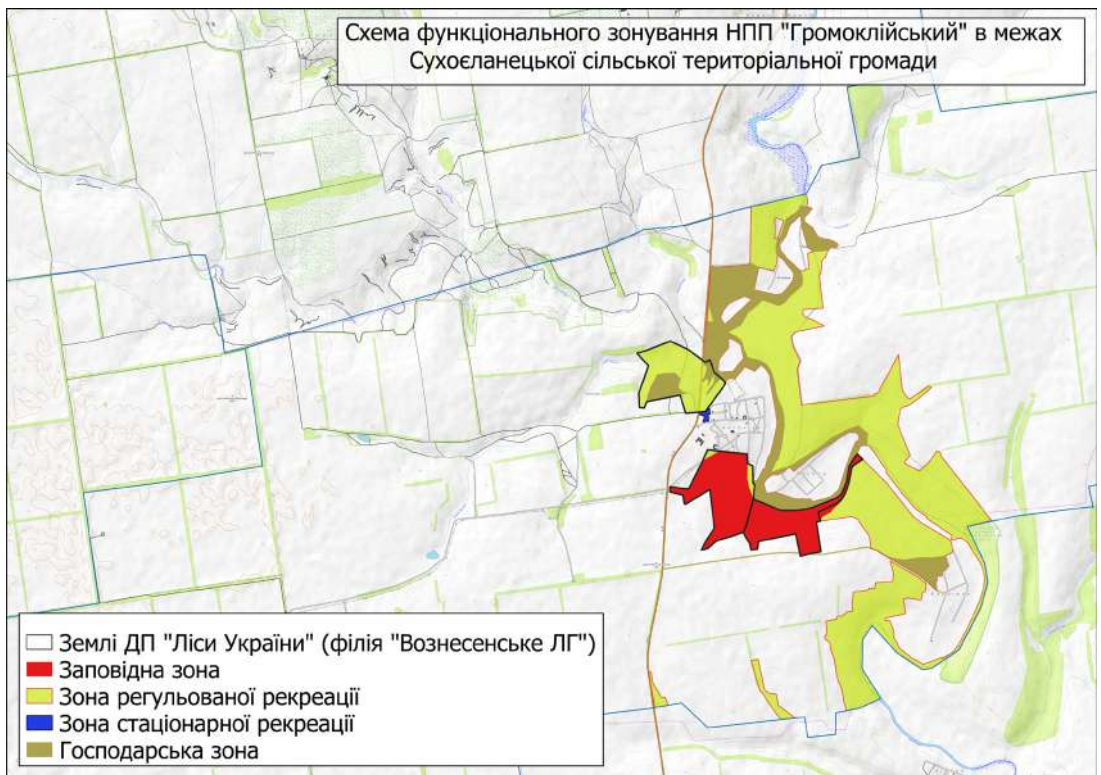 Схема функціонального зонування НПП "Громоклійський" в межах
Сухоєланецької сільської територіальної громади
Землі ДП "Ліси України" (філія "Вознесенське ЛГ")
Заповідна зона
Зона регульованої рекреації
Зона стаціонарної рекреації
Господарська зона